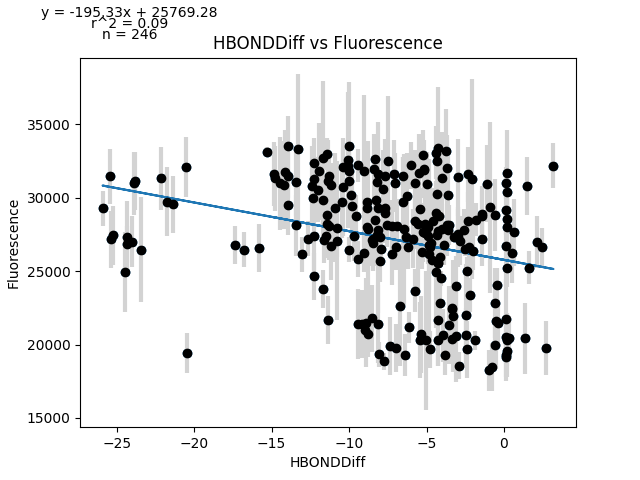 y = -195.33x + 25769.28
r^2 = 0.09
n = 246
HBONDDiff vs Fluorescence
35000
30000
25000
20000
15000
Fluorescence
−25
−20
−15
−10
−5
0
HBONDDiff